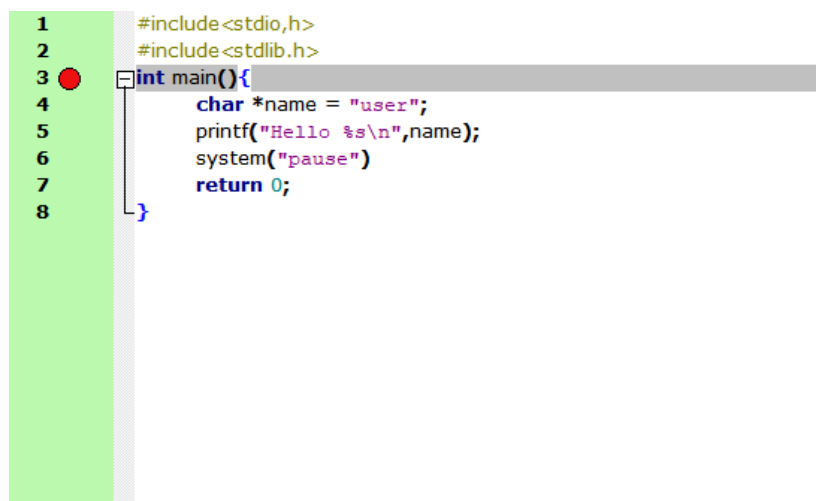 1 #include<stdio,h>
2 #include<stdlib.h>
3 int main(){
4 char *name = "user";
5 printf("Hello %s\n",name);
6 system("pause")
7 return 0;
8 }